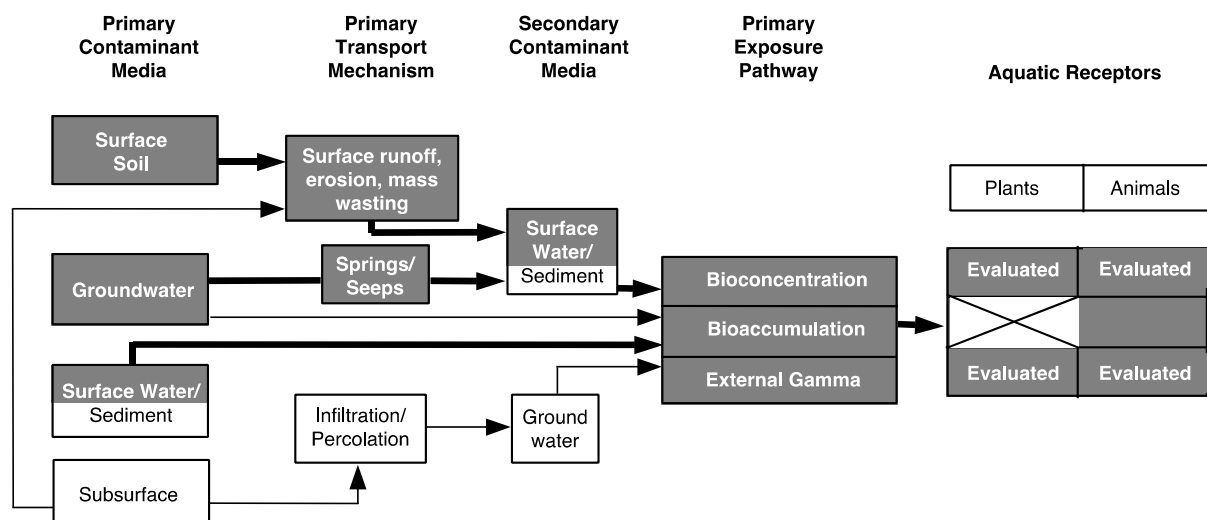 Primary
Contaminant
Media
Primary
Transport
Mechanism
Secondary
Contaminant
Media
Primary
Exposure
Pathway
Aquatic Receptors
Surface
Soil
Surface runoff,
erosion, mass
wasting
Plants
Animals
Surface
Water/
Sediment
Groundwater
Springs/
Seeps
Bioconcentration
Bioaccumulation
External Gamma
Evaluated
Evaluated
Evaluated
Evaluated
Surface Water/
Sediment
Infiltration/
Percolation
Ground
water
Subsurface